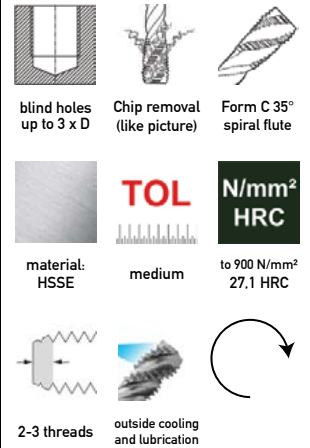 blind holes
up to 3 x D
Chip removal
(like picture)
Form C 35°
spiral flute
TOL
N/mm²
HRC
material:
HSSE
medium
to 900 N/mm²
27,1 HRC
2-3 threads
outside cooling
and lubrication